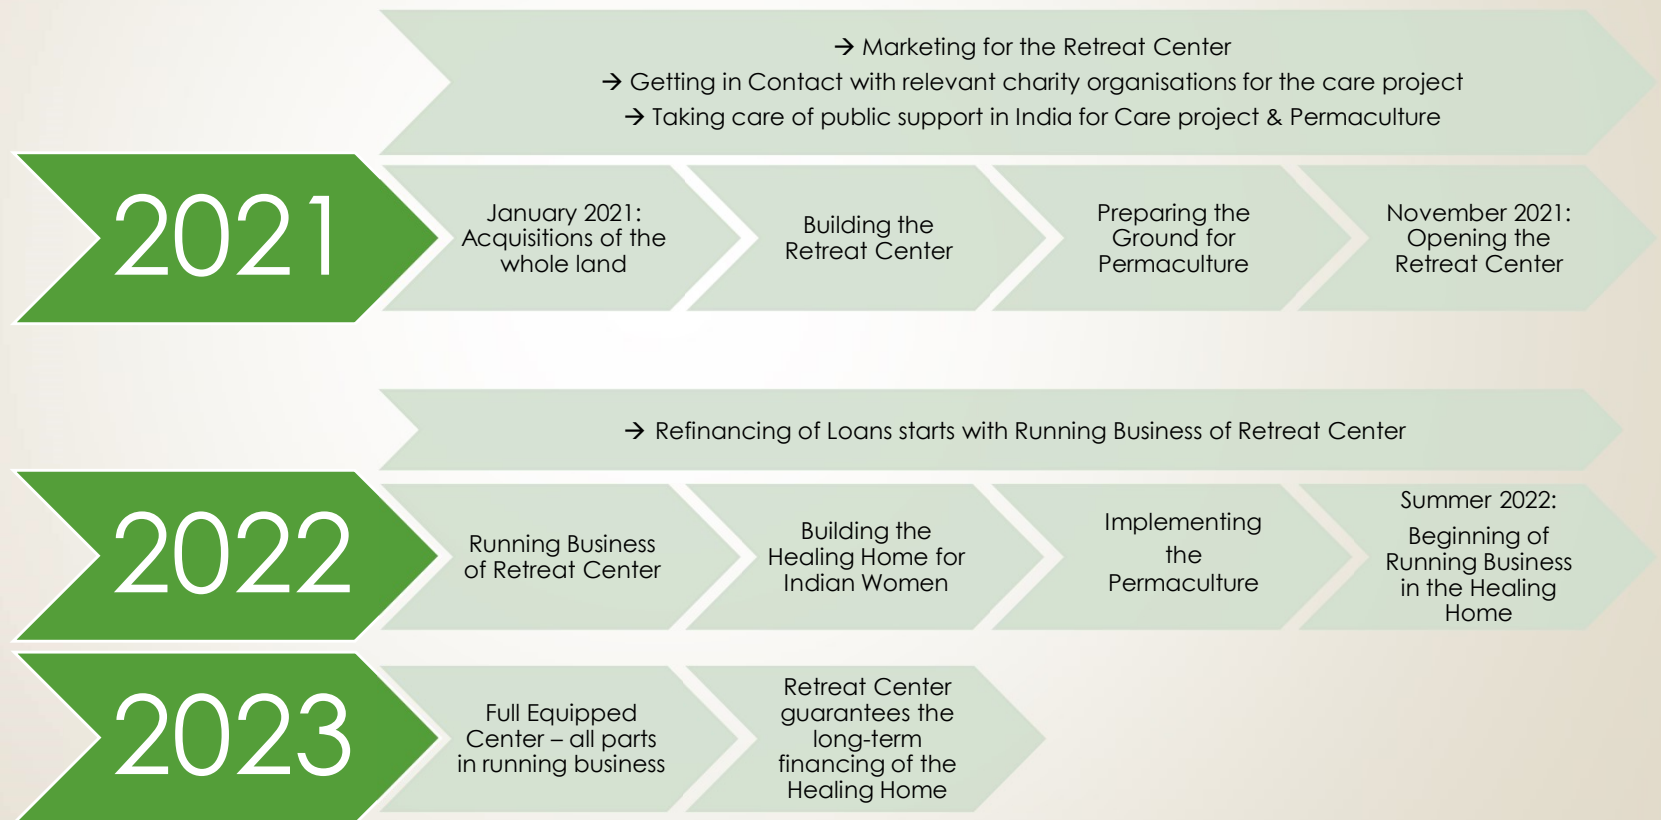 → Marketing for the Retreat Center
→ Getting in Contact with relevant charity organisations for the care project
→ Taking care of public support in India for Care project & Permaculture
2021
January 2021:
Acquisitions of the
whole land
Building the
Retreat Center
Preparing the
Ground for
Permaculture
November 2021:
Opening the
Retreat Center
→ Refinancing of Loans starts with Running Business of Retreat Center
2022
Running Business
of Retreat Center
Building the
Healing Home for
Indian Women
Implementing
the
Permaculture
Summer 2022:
Beginning of
Running Business
in the Healing
Home
2023
Full Equipped
Center – all parts
in running business
Retreat Center
guarantees the
long-term
financing of the
Healing Home